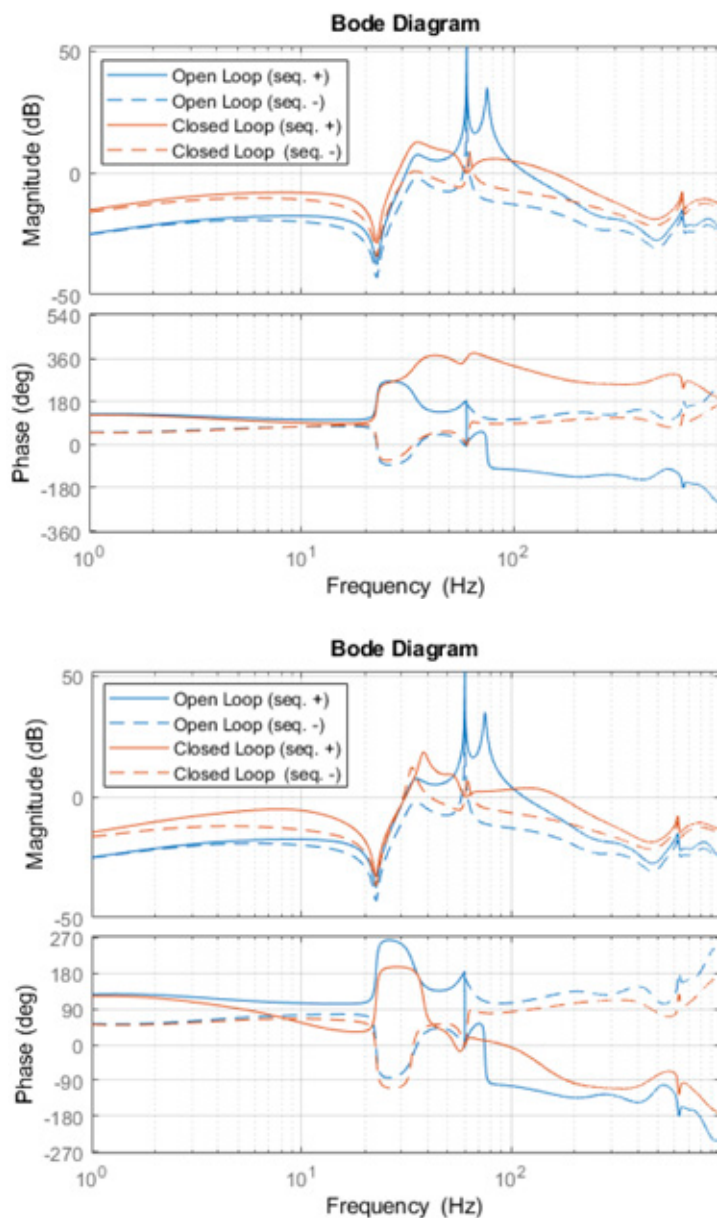 Bode Diagram
50
0
-50
Magnitude (dB)
Open Loop (seq. +)
Open Loop (seq. -)
Closed Loop (seq. +)
Closed Loop (seq. -)
540
360
180
0
-180
-360
Phase (deg)
10^0
10^1
10^2
Frequency (Hz)
Bode Diagram
50
0
-50
Magnitude (dB)
Open Loop (seq. +)
Open Loop (seq. -)
Closed Loop (seq. +)
Closed Loop (seq. -)
270
180
90
0
-90
-180
-270
Phase (deg)
10^0
10^1
10^2
Frequency (Hz)